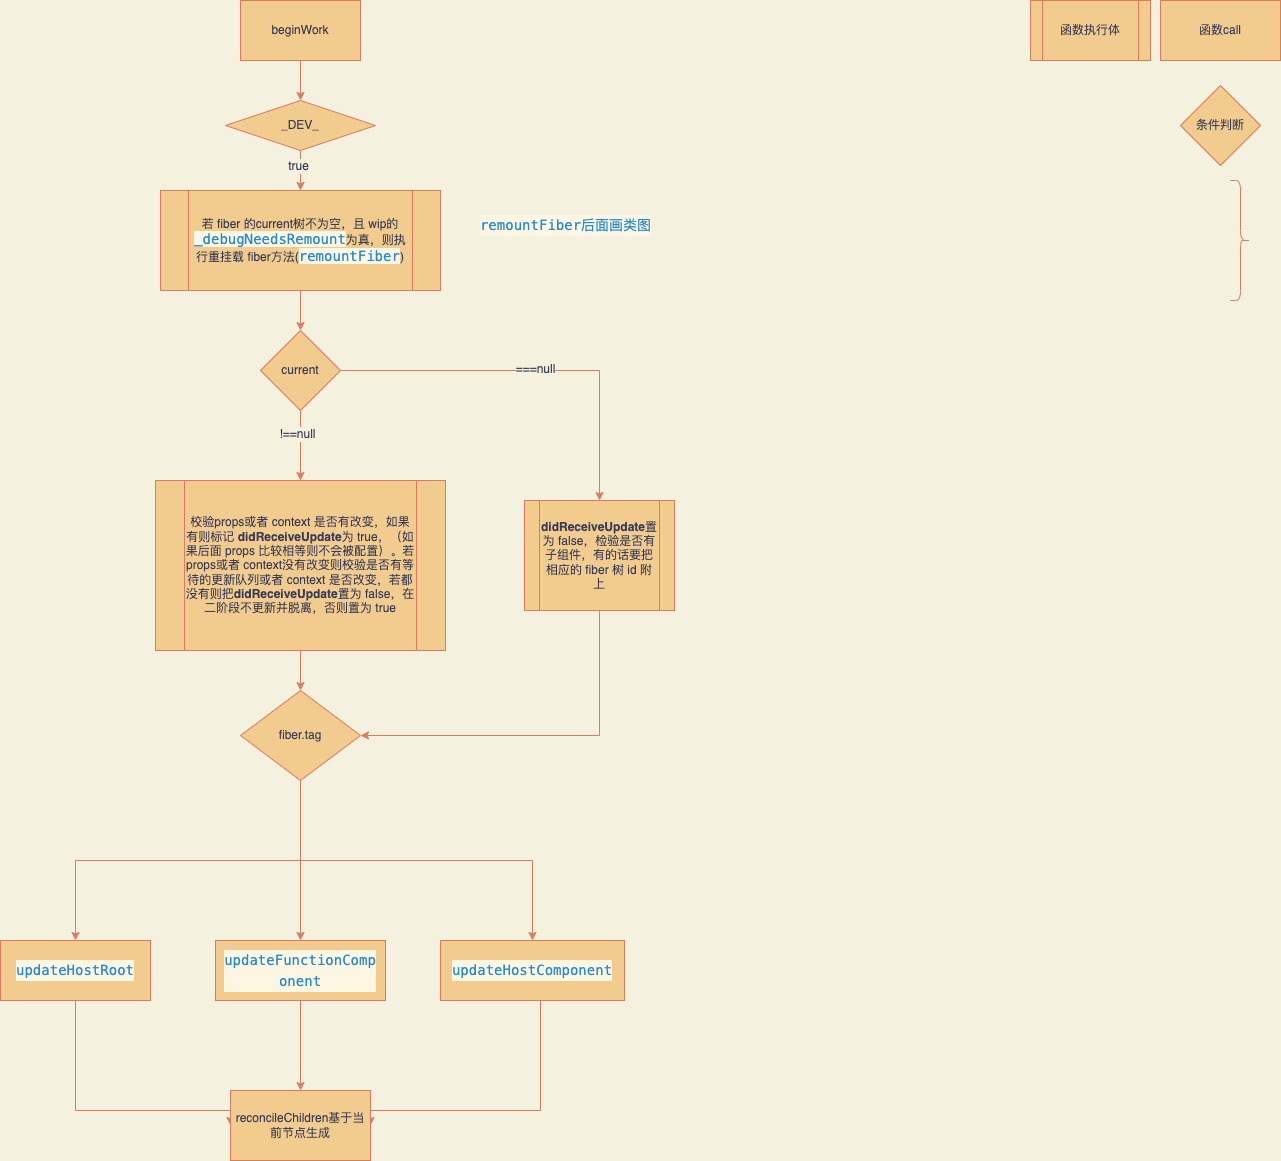 beginWork
函数执行体
函数call
_DEV_
条件判断
true
若 fiber 的current树不为空，且 wip的
_debugNeedsRemount为真，则执
行重挂载 fiber方法(remountFiber)
remountFiber后面画类图
current
===null
!==null
校验props或者 context 是否有改变，如果
有则标记 didReceiveUpdate为 true，（如
果后面 props 比较相等则不会被配置）。若
props或者 context没有改变则校验是否有等
待的更新队列或者 context 是否改变，若都
没有则把didReceiveUpdate置为 false，在
二阶段不更新并脱离，否则置为 true
didReceiveUpdate置
为 false，检验是否有
子组件，有的话要把
相应的 fiber 树 id 附
上
fiber.tag
updateHostRoot
updateFunctionComp
onent
updateHostComponent
reconcileChildren基于当
前节点生成